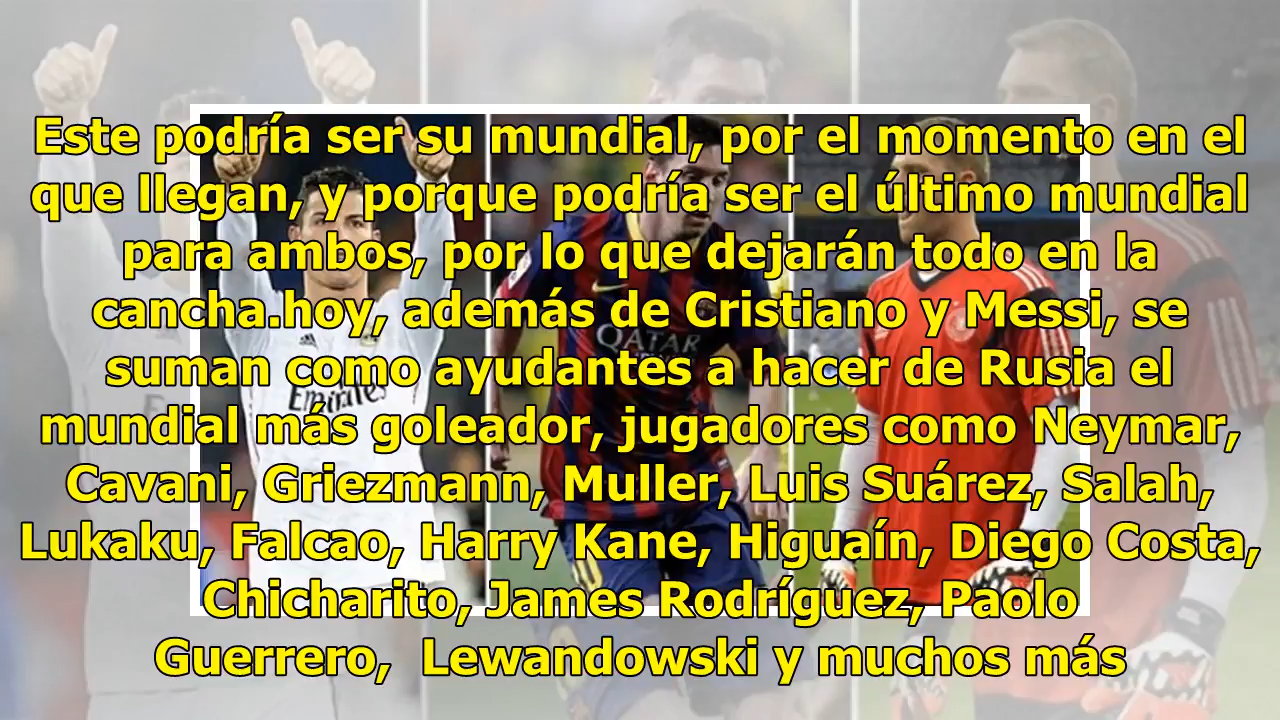 Este podría ser su mundial, por el momento en el
que llegan, y porque podría ser el último mundial
para ambos, por lo que dejarán todo en la
cancha.hoy, además de Cristiano y Messi, se
suman como ayudantes a hacer de Rusia el
mundial más goleador, jugadores como Neymar,
Cavani, Griezmann, Muller, Luis Suárez, Salah,
Lukaku, Falcao, Harry Kane, Higuaín, Diego Costa,
Chicharito, James Rodríguez, Paolo
Guerrero,  Lewandowski y muchos más
QATAR
Emirates